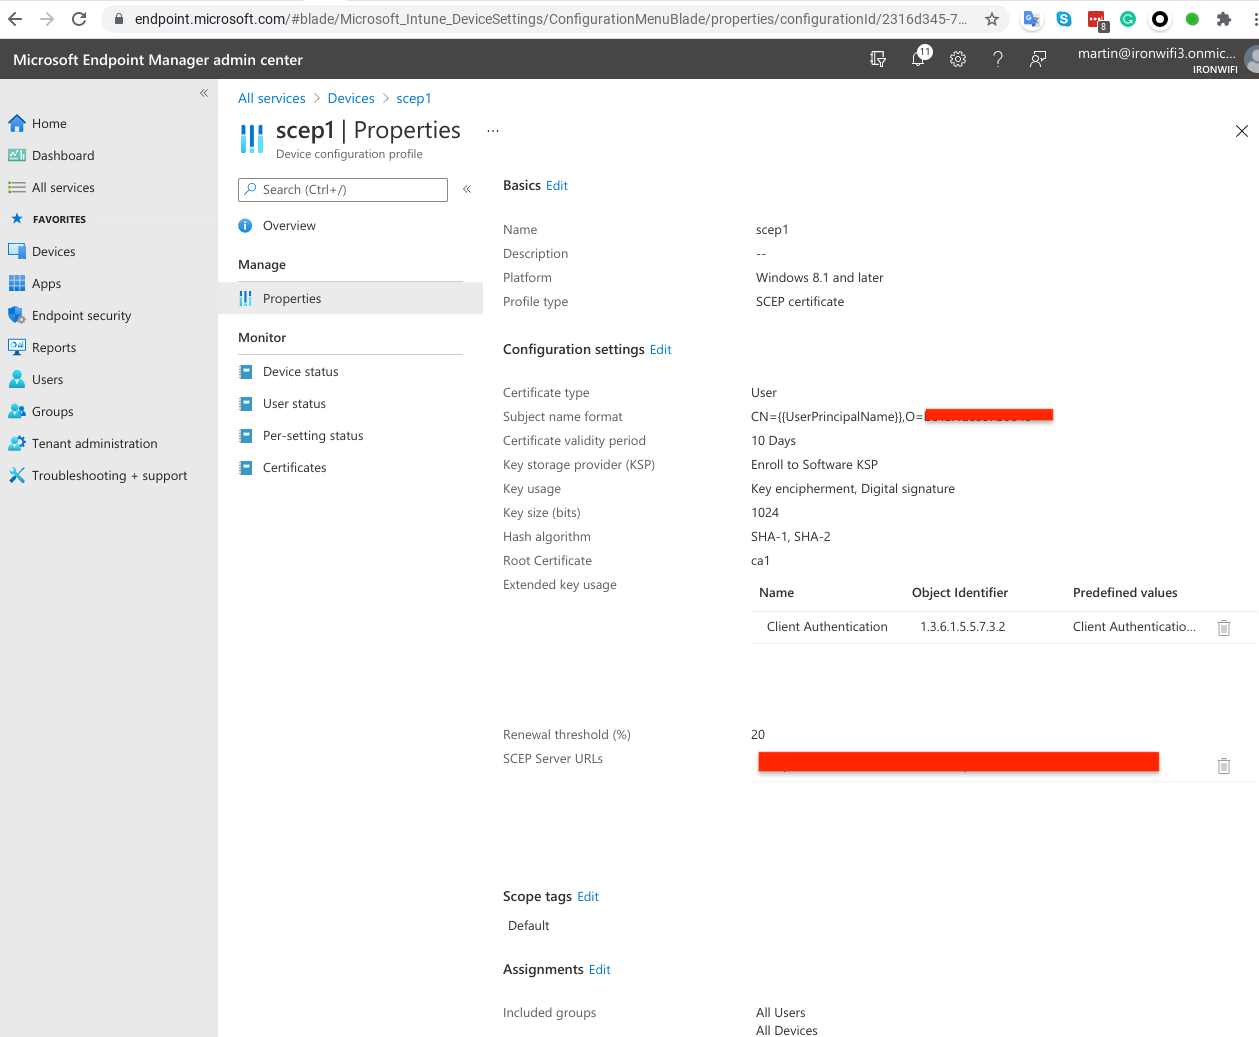 endpoint.microsoft.com/#blade/Microsoft_Intune_DeviceSettings/ConfigurationMenuBlade/properties/configurationId/2316d345-7...
8
Microsoft Endpoint Manager admin center
11
martin@ironwifi3.onmic...
IRONWIFI
All services > Devices > scep1
scep1 | Properties ...
Device configuration profile
Home
Dashboard
All services
FAVORITES
Devices
Apps
Endpoint security
Reports
Users
Groups
Tenant administration
Troubleshooting + support
Search (Ctrl+/)
Overview
Manage
Properties
Monitor
Device status
User status
Per-setting status
Certificates
Basics Edit
Name scep1
Description --
Platform Windows 8.1 and later
Profile type SCEP certificate
Configuration settings Edit
Certificate type User
Subject name format CN={{UserPrincipalName}},O=
Certificate validity period 10 Days
Key storage provider (KSP) Enroll to Software KSP
Key usage Key encipherment, Digital signature
Key size (bits) 1024
Hash algorithm SHA-1, SHA-2
Root Certificate ca1
Extended key usage
Name Object Identifier Predefined values
Client Authentication 1.3.6.1.5.5.7.3.2 Client Authenticatio...
Renewal threshold (%) 20
SCEP Server URLs
Scope tags Edit
Default
Assignments Edit
Included groups All Users
All Devices